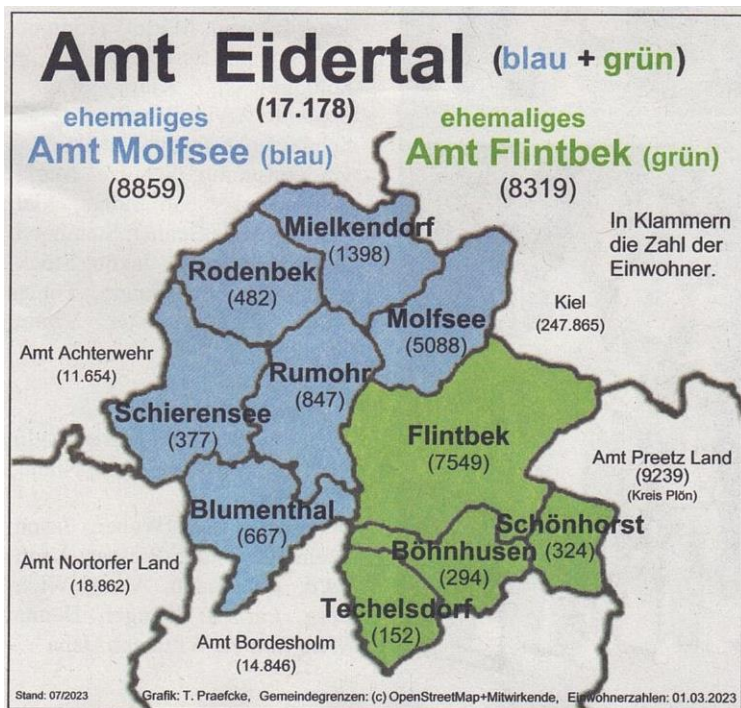 Amt Eidertal (blau + grün)
(17.178)
ehemaliges
Amt Molfsee (blau)
(8859)
ehemaliges
Amt Flintbek (grün)
(8319)
In Klammern
die Zahl der
Einwohner.
Mielkendorf
(1398)
Rodenbek
(482)
Molfsee
(5088)
Kiel
(247.865)
Amt Achterwehr
(11.654)
Rumohr
(847)
Schierensee
(377)
Flintbek
(7549)
Amt Preetz Land
(9239)
(Kreis Plön)
Blumenthal
(667)
Schönhorst
(324)
Böhnhusen
(294)
Amt Nortorfer Land
(18.862)
Techelsdorf
(152)
Amt Bordesholm
(14.846)
Stand: 07/2023 Grafik: T. Praefcke, Gemeindegrenzen: (c) OpenStreetMap+Mitwirkende, Einwohnerzahlen: 01.03.2023